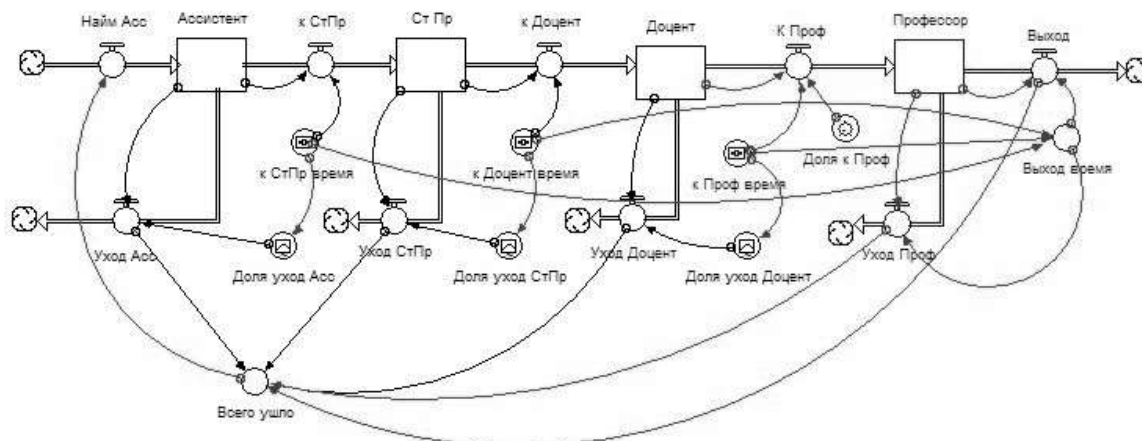 Найм Асс
Ассистент
к СтПр
Ст Пр
к Доцент
Доцент
К Проф
Профессор
Выход
к СтПр время
к Доцент время
к Проф время
Доля к Проф
Выход время
Уход Асс
Доля уход Асс
Уход СтПр
Доля уход СтПр
Уход Доцент
Доля уход Доцент
Уход Проф
Всего ушло